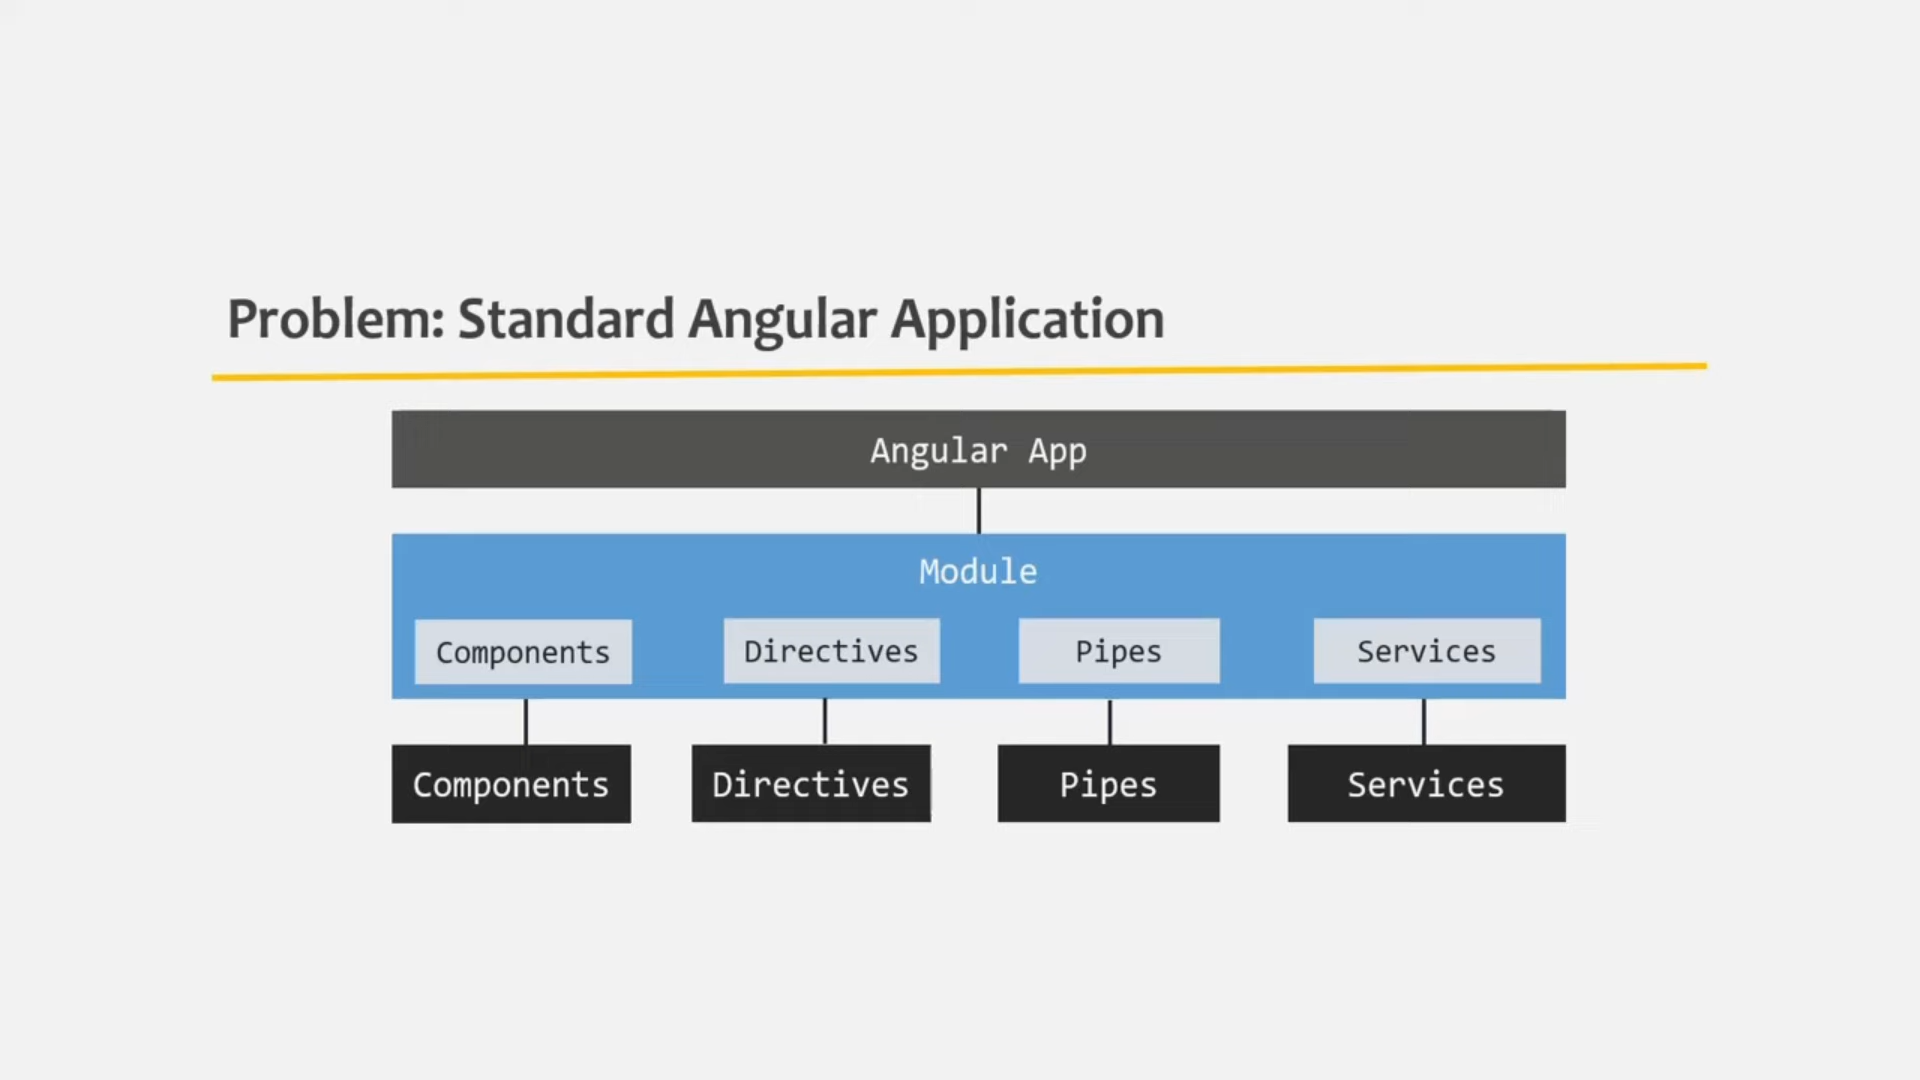 Problem: Standard Angular Application
Angular App
Module
Components
Directives
Pipes
Services
Components
Directives
Pipes
Services